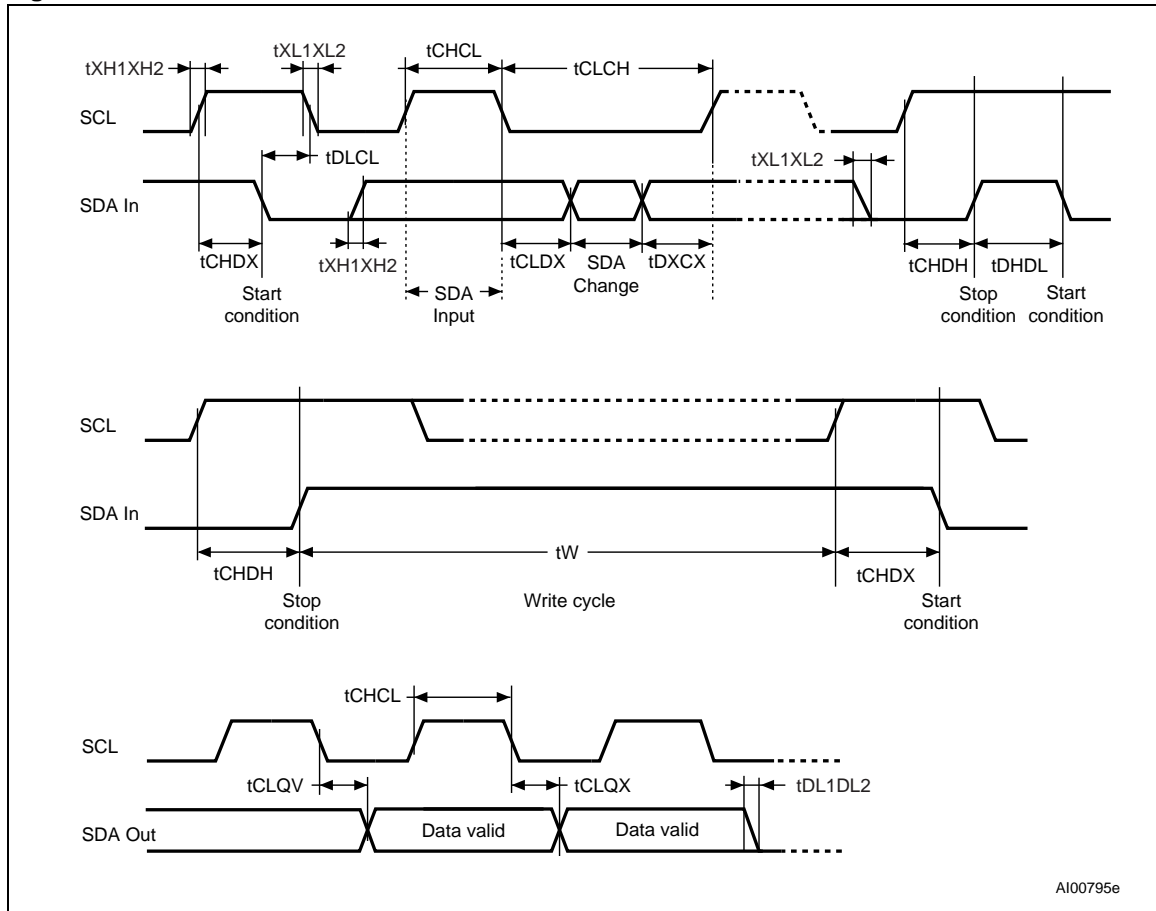 tXH1XH2
tXL1XL2
tCHCL
tCLCH
SCL
tDLCL
tXL1XL2
SDA In
tCHDX
tXH1XH2
tCLDX
SDA
Change
tDXCX
tCHDH
tDHDL
Start
condition
SDA
Input
Stop
condition
Start
condition
SCL
SDA In
tCHDH
tW
tCHDX
Stop
condition
Write cycle
Start
condition
tCHCL
SCL
tCLQV
tCLQX
tDL1DL2
SDA Out
Data valid
Data valid
AI00795e